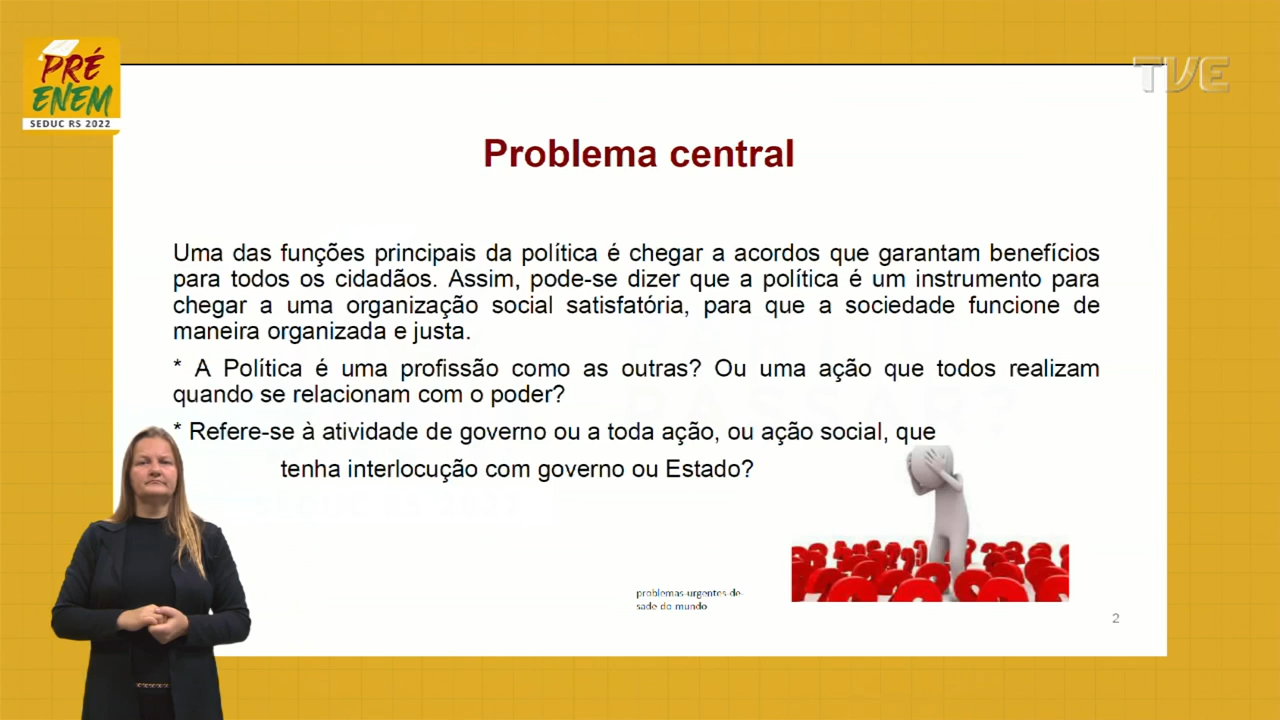 PRÉ
ENEM
SEDUC RS 2022
TVE
Problema central
Uma das funções principais da política é chegar a acordos que garantam benefícios
para todos os cidadãos. Assim, pode-se dizer que a política é um instrumento para
chegar a uma organização social satisfatória, para que a sociedade funcione de
maneira organizada e justa.
* A Política é uma profissão como as outras? Ou uma ação que todos realizam
quando se relacionam com o poder?
* Refere-se à atividade de governo ou a toda ação, ou ação social, que
tenha interlocução com governo ou Estado?
problemas-urgentes-de-
sade do mundo
2